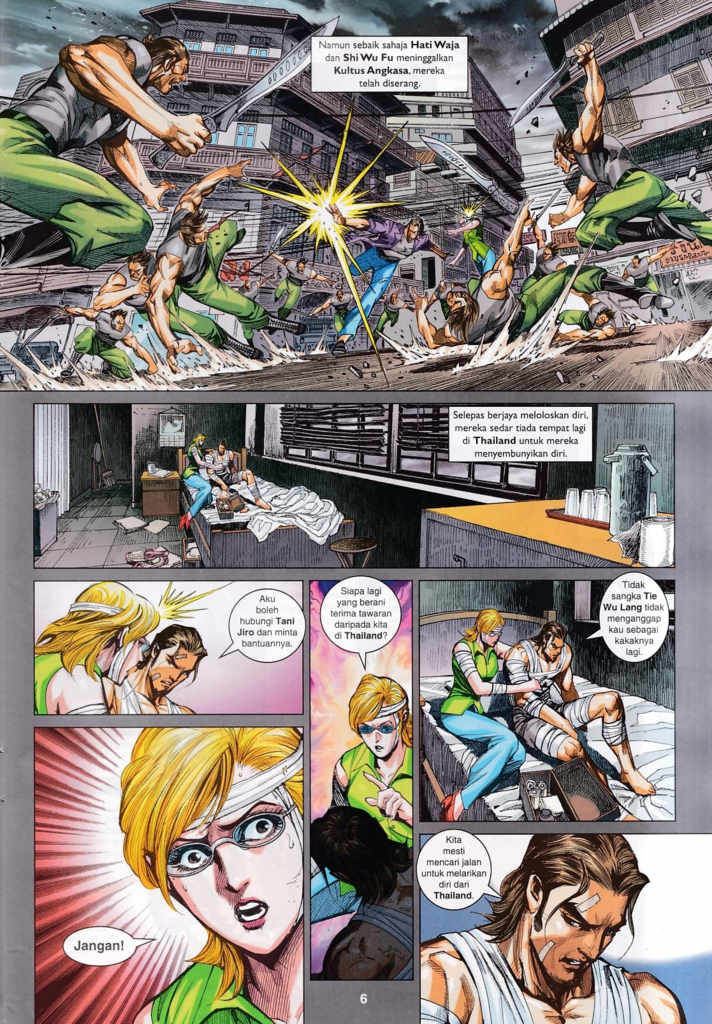 Namun sebaik sahaja Hati Waja
dan Shi Wu Fu meninggalkan
Kultus Angkasa, mereka
telah diserang.
Selepas berjaya meloloskan diri,
mereka sedar tiada tempat lagi
di Thailand untuk mereka
menyembunyikan diri.
Aku
boleh
hubungi Tani
Jiro dan minta
bantuannya.
Siapa lagi
yang berani
terima tawaran
daripada kita
di Thailand?
Tidak
sangka Tie
Wu Lang tidak
menganggap
kau sebagai
kakaknya
lagi.
Jangan!
Kita
mesti
mencari jalan
untuk melarikan
diri dari
Thailand.
6